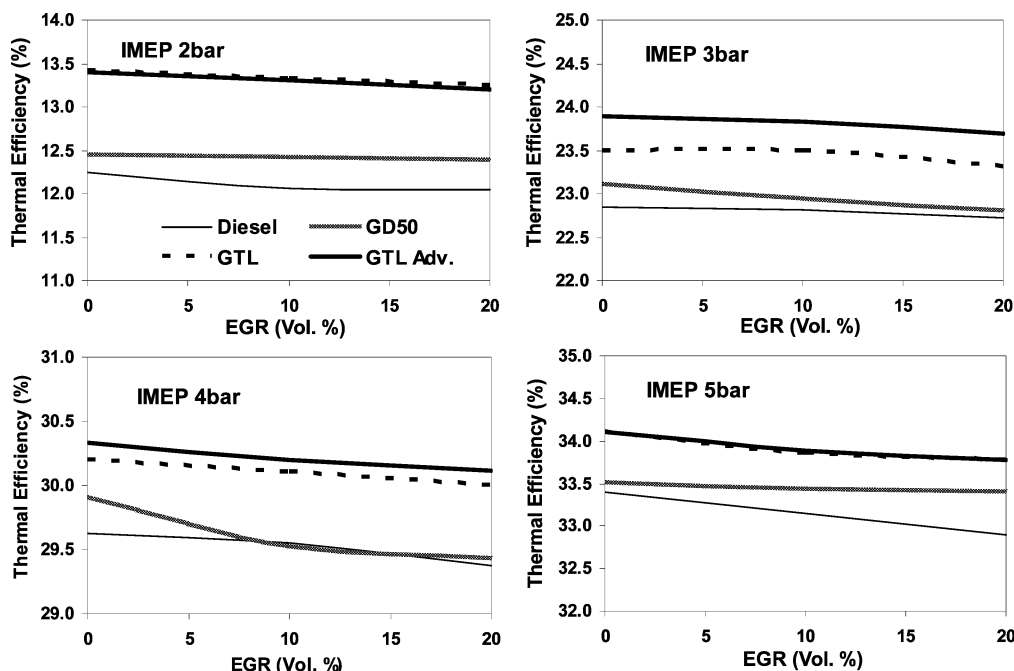 IMEP 2bar
Thermal Efficiency (%)
14.0
13.5
13.0
12.5
12.0
11.5
11.0
Diesel
GD50
GTL
GTL Adv.
0 5 10 15 20
EGR (Vol. %)
IMEP 3bar
Thermal Efficiency (%)
25.0
24.5
24.0
23.5
23.0
22.5
22.0
0 5 10 15 20
EGR (Vol. %)
IMEP 4bar
Thermal Efficiency (%)
31.0
30.5
30.0
29.5
29.0
0 5 10 15 20
EGR (Vol. %)
IMEP 5bar
Thermal Efficiency (%)
35.0
34.5
34.0
33.5
33.0
32.5
32.0
0 5 10 15 20
EGR (Vol. %)